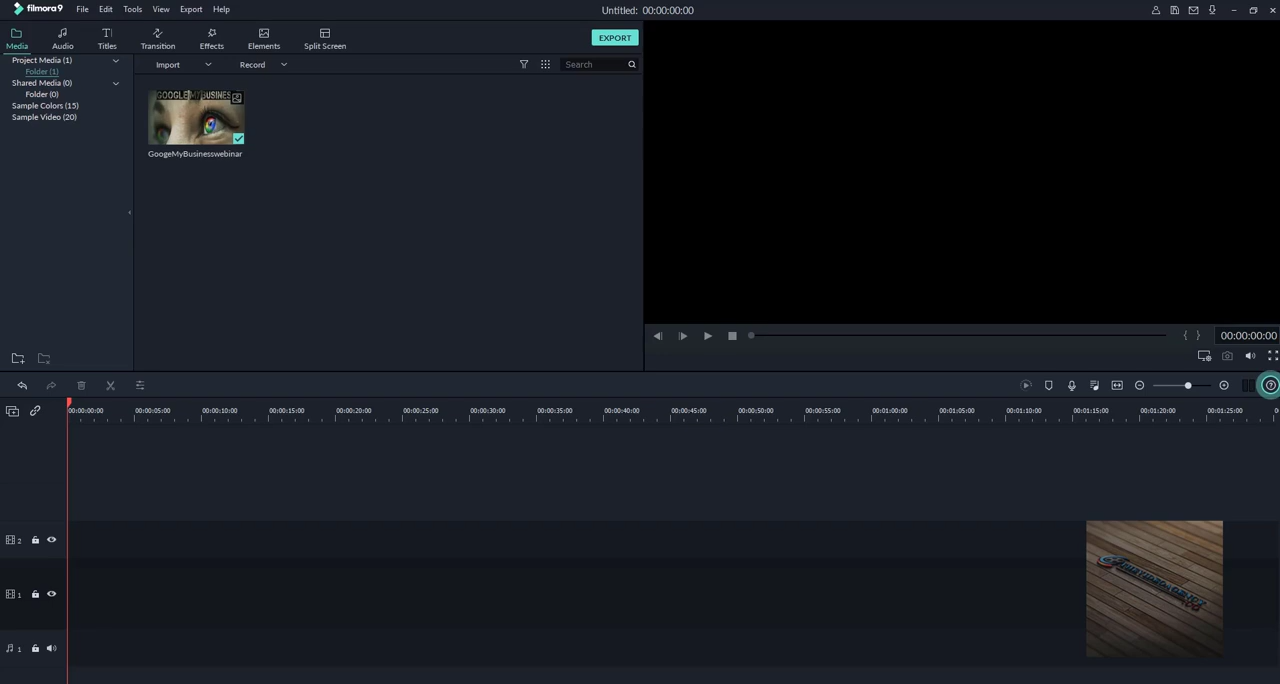 filmora 9 File Edit Tools View Export Help Untitled: 00:00:00:00
Media Audio Titles Transition Effects Elements Split Screen EXPORT
Project Media (1) Import Record Search
Folder (1)
Shared Media (0)
Folder (0)
Sample Colors (15)
Sample Video (20)
GOOGLE MY BUSINES
GoogeMyBusinesswebinar
00:00:00:00
00:00:00:00 00:00:05:00 00:00:10:00 00:00:15:00 00:00:20:00 00:00:25:00 00:00:30:00 00:00:35:00 00:00:40:00 00:00:45:00 00:00:50:00 00:00:55:00 00:01:00:00 00:01:05:00 00:01:10:00 00:01:15:00 00:01:20:00 00:01:25:00
2
1
1